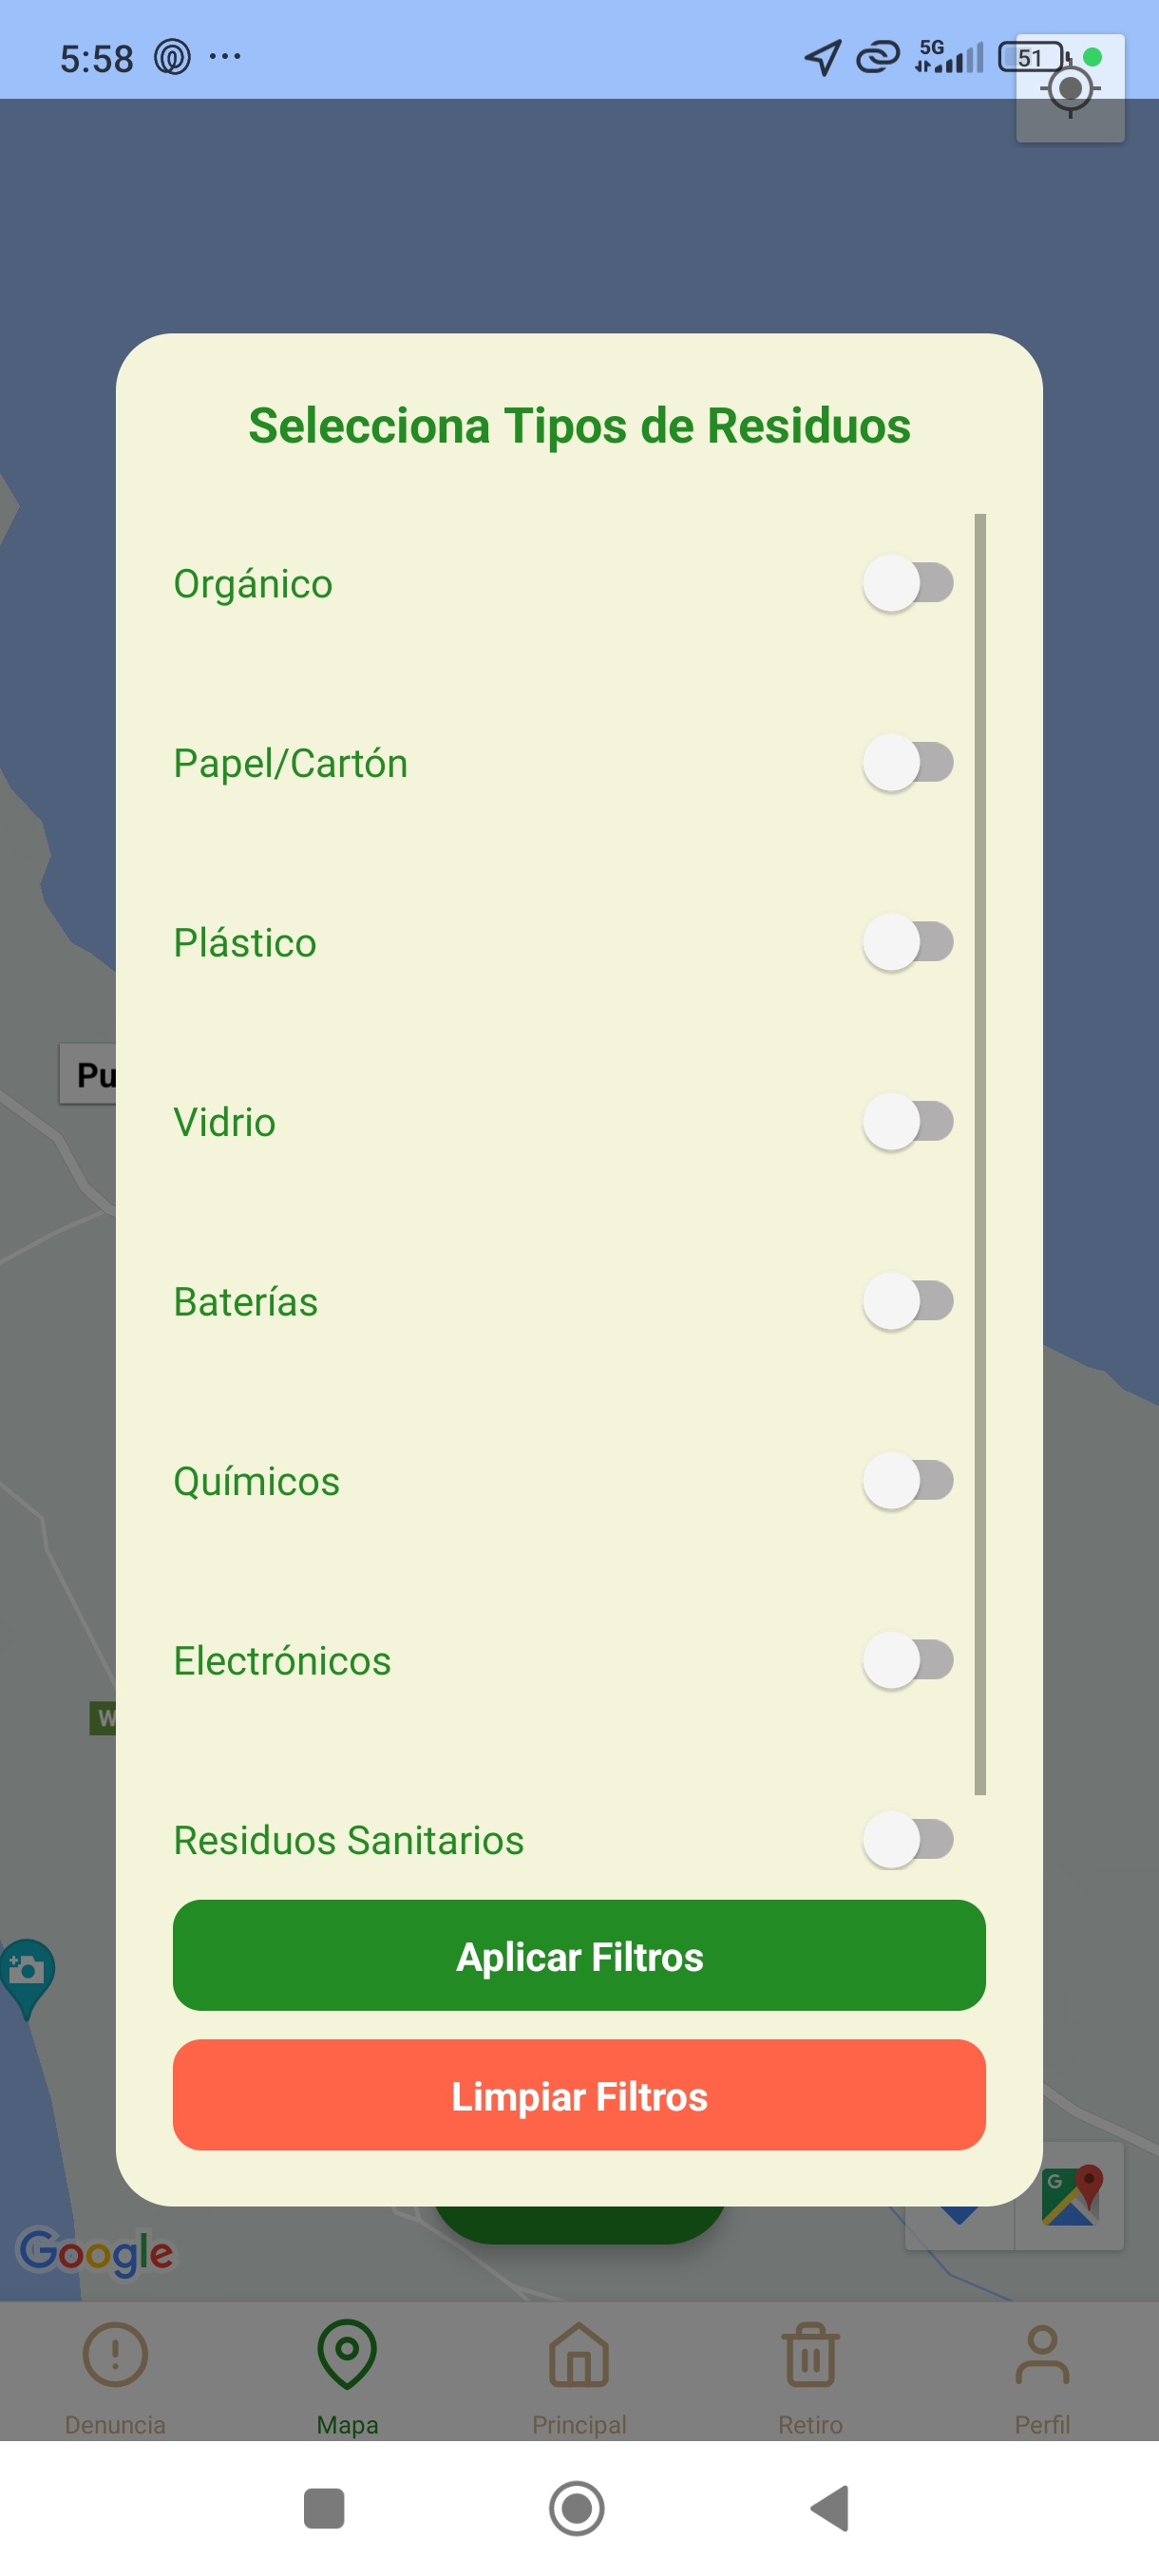 5:58
5G
51
Selecciona Tipos de Residuos
Orgánico
Papel/Cartón
Plástico
Pu
Vidrio
Baterías
Químicos
Electrónicos
W
Residuos Sanitarios
Aplicar Filtros
Limpiar Filtros
G
Google
Denuncia
Mapa
Principal
Retiro
Perfil